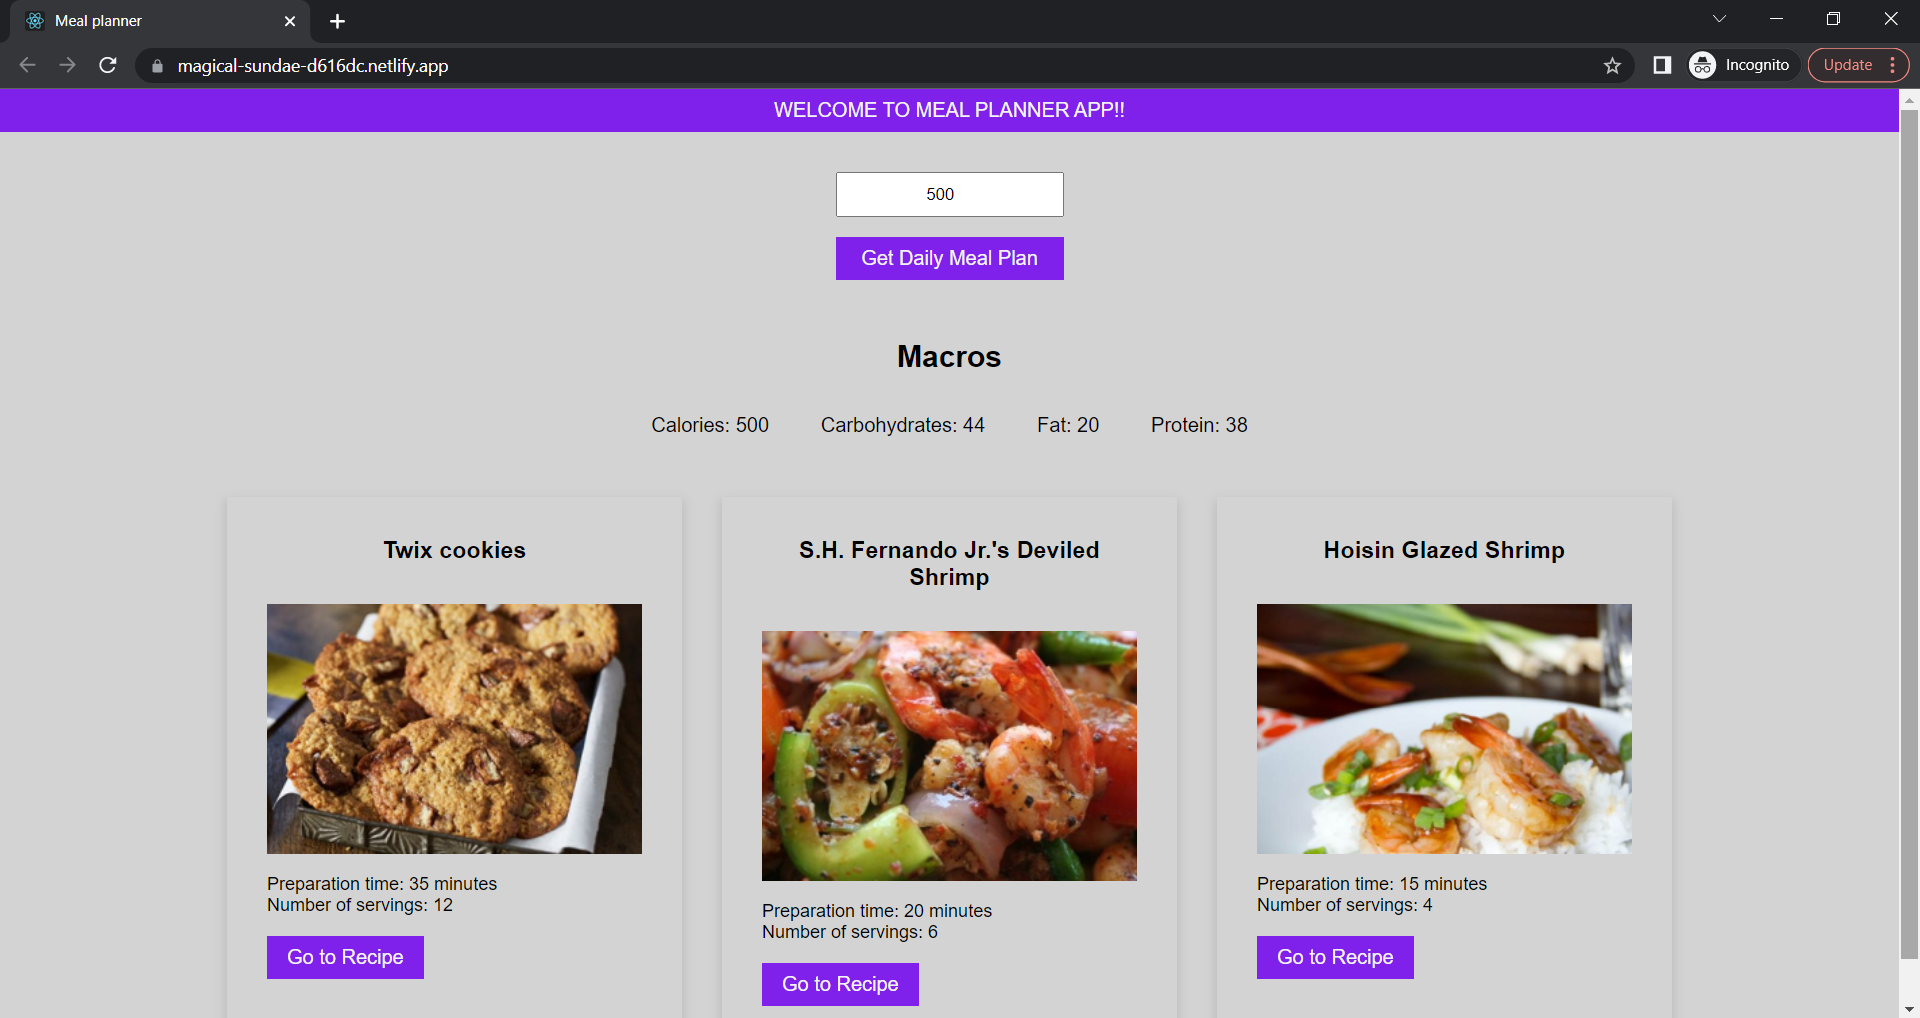 Meal planner
magical-sundae-d616dc.netlify.app
Incognito
Update
WELCOME TO MEAL PLANNER APP!!
500
Get Daily Meal Plan
Macros
Calories: 500 Carbohydrates: 44 Fat: 20 Protein: 38
Twix cookies
Preparation time: 35 minutes
Number of servings: 12
Go to Recipe
S.H. Fernando Jr.'s Deviled
Shrimp
Preparation time: 20 minutes
Number of servings: 6
Go to Recipe
Hoisin Glazed Shrimp
Preparation time: 15 minutes
Number of servings: 4
Go to Recipe